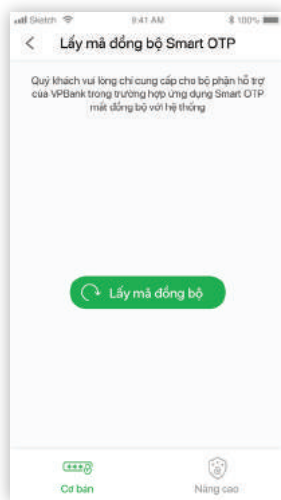 Sketch 9:41 AM 100%
Lấy mã đồng bộ Smart OTP
Quý khách vui lòng chỉ cung cấp cho bộ phận hỗ trợ
của VPBank trong trường hợp ứng dụng Smart OTP
mất đồng bộ với hệ thống
Lấy mã đồng bộ
Cơ bản Nâng cao